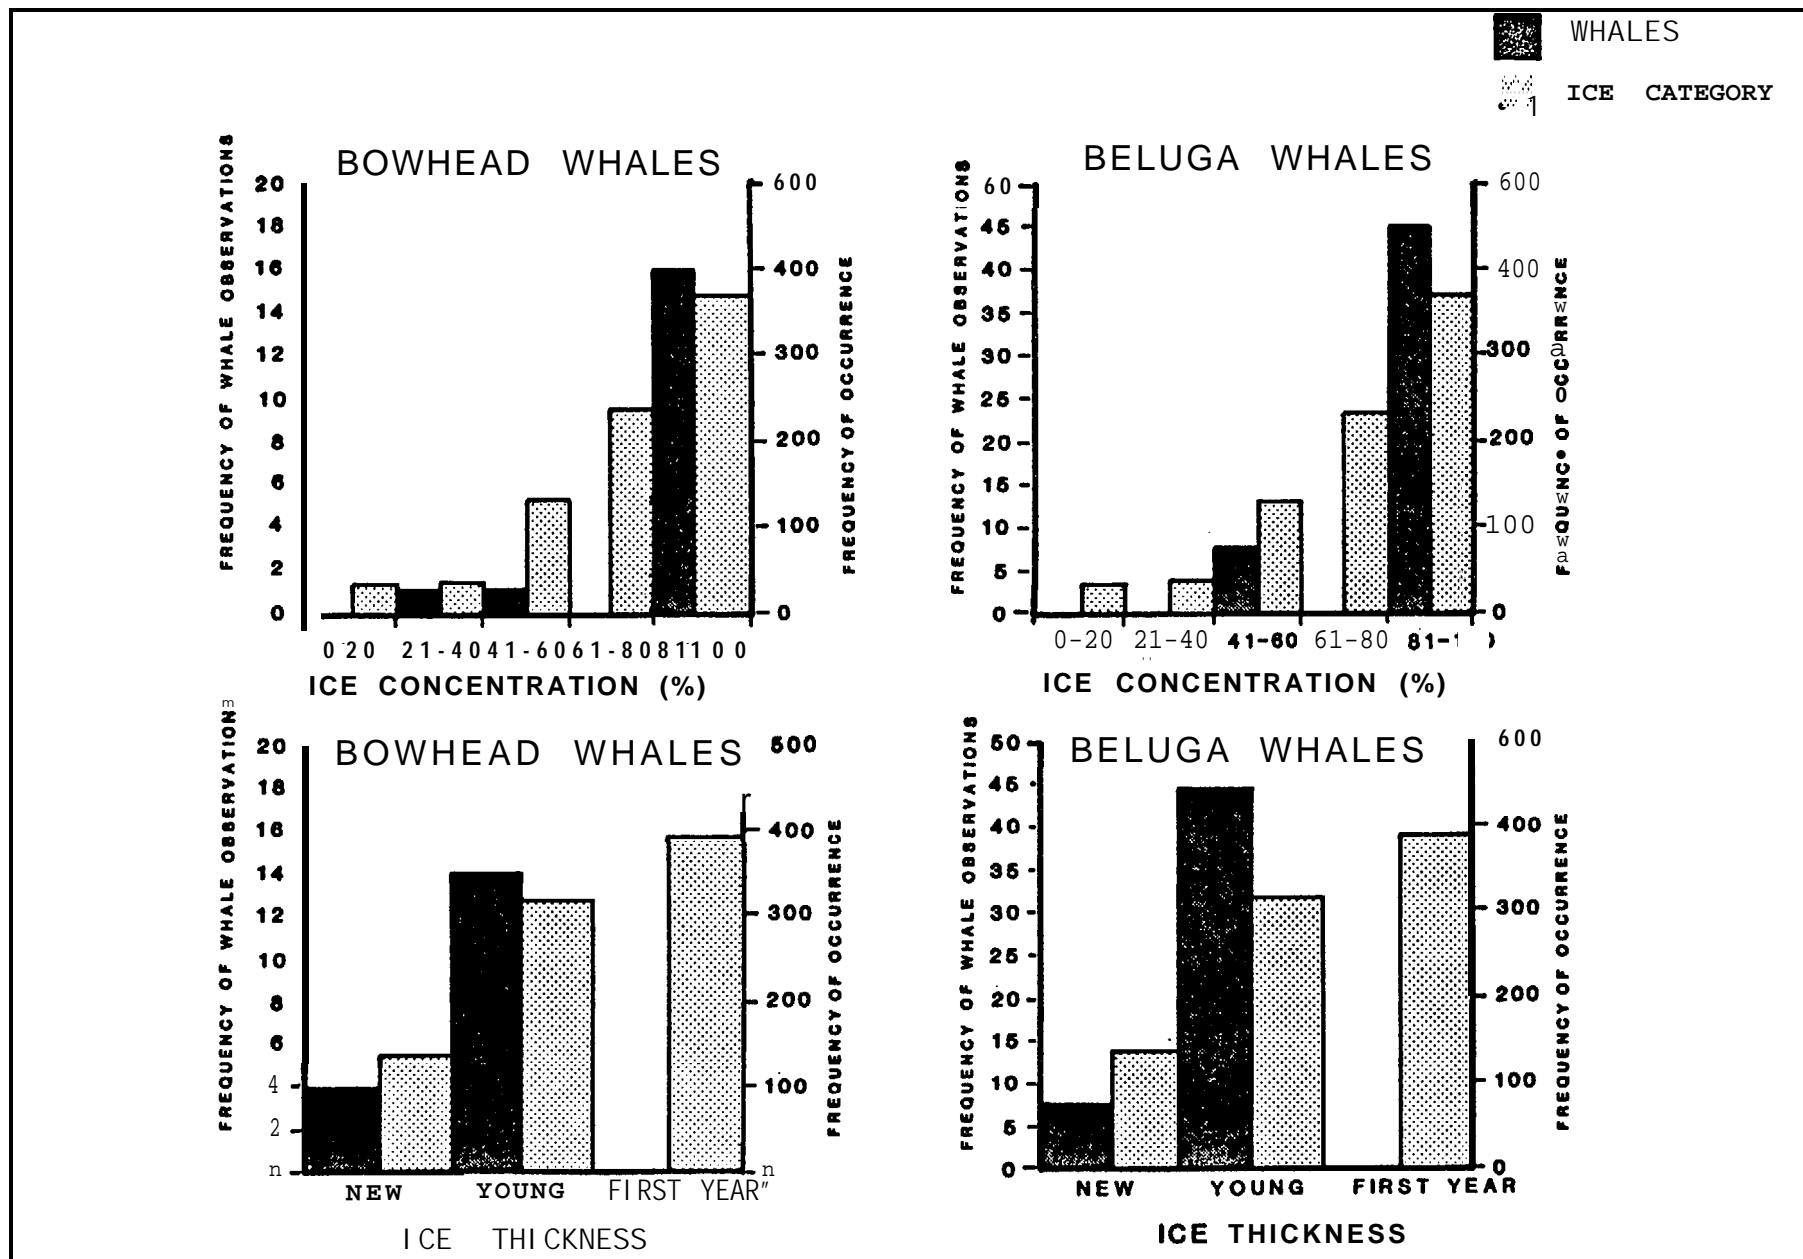 WHALES
ICE CATEGORY
BOWHEAD WHALES
FREQUENCY OF WHALE OBSERVATIONS
20
18
16
14
12
10
8
6
4
2
0
600
400
300
200
100
0
FREQUENCY OF OCCURRENCE
0 20 21-40 41-60 61-80 811 00
ICE CONCENTRATION (%)
BELUGA WHALES
FREQUENCY OF WHALE OBSERVATIONS
60
45
40
35
30
25
20
15
10
5
0
600
400
300
200
100
0
OF
0-20 21-40 41-60 61-80
ICE CONCENTRATION (%)
BOWHEAD WHALES
FREQUENCY OF WHALE OBSERVATION
20
18
16
14
12
10
8
6
4
2
n
500
400
300
200
100
n
FREQUENCY OF OCCURRENCE
NEW YOUNG FIRST YEAR"
ICE THICKNESS
BELUGA WHALES
FREQUENCY OF WHALE OBSERVATIONS
50
45
40
35
30
25
20
15
10
5
0
600
400
300
200
100
0
FREQUENCY OF OCCURRENCE
NEW YOUNG FIRST YEAR
ICE THICKNESS